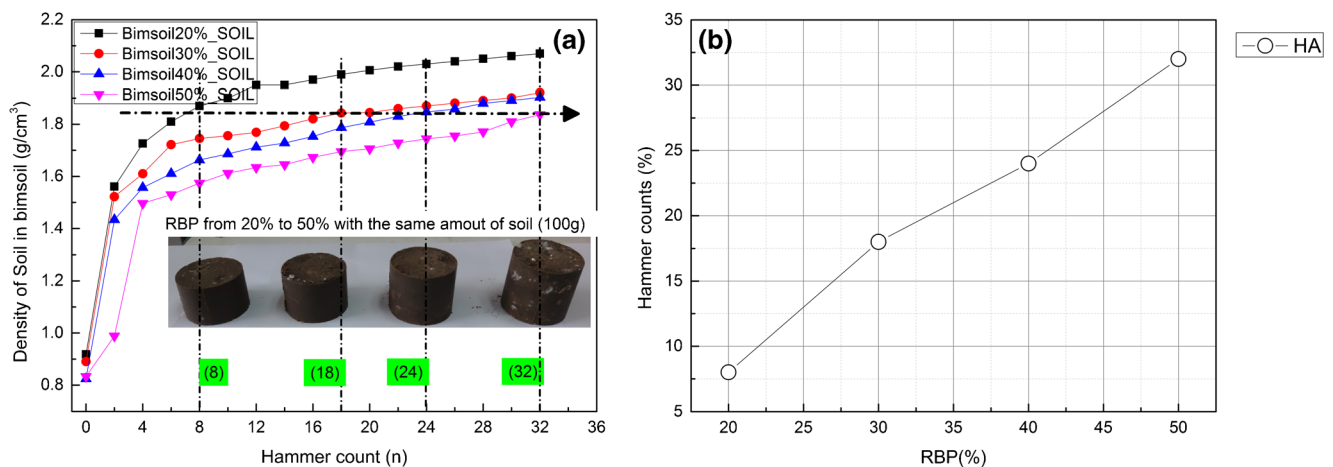 (a)
Bimsoil20%_SOIL
Bimsoil30%_SOIL
Bimsoil40%_SOIL
Bimsoil50%_SOIL
Density of Soil in bimsoil (g/cm³)
2.2
2.0
1.8
1.6
1.4
1.2
1.0
0.8
RBP from 20% to 50% with the same amout of soil (100g)
(8)
(18)
(24)
(32)
0 4 8 12 16 20 24 28 32 36
Hammer count (n)
(b)
HA
Hammer counts (%)
35
30
25
20
15
10
5
20 25 30 35 40 45 50
RBP(%)